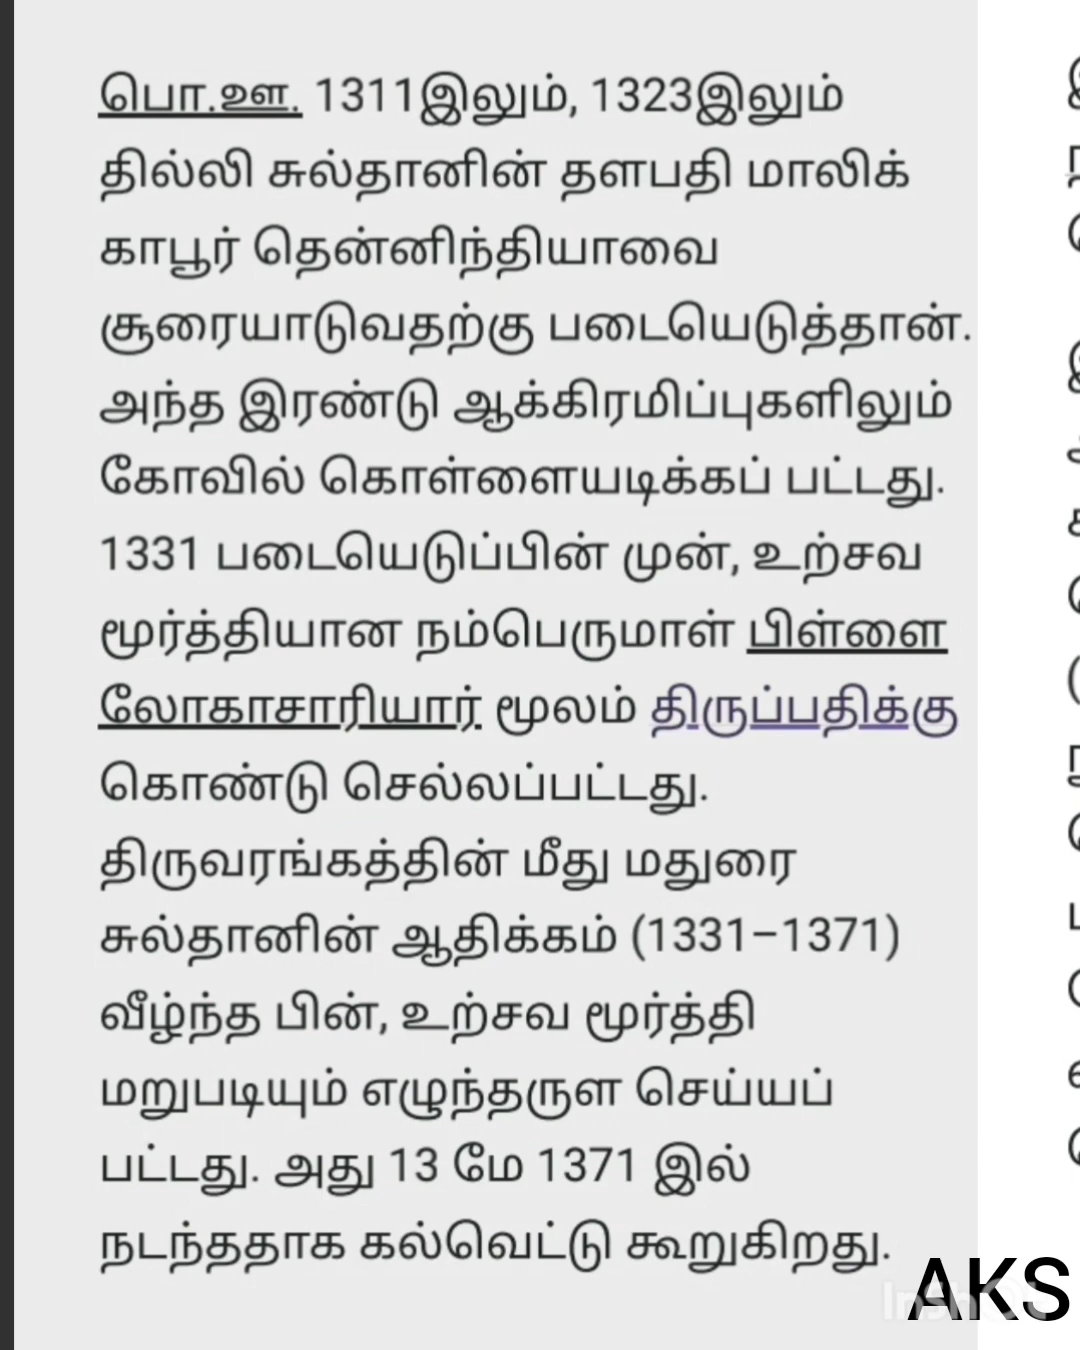 பொ.ஊ. 1311இலும், 1323இலும்
தில்லி சுல்தானின் தளபதி மாலிக்
காபூர் தென்னிந்தியாவை
சூரையாடுவதற்கு படையெடுத்தான்.
அந்த இரண்டு ஆக்கிரமிப்புகளிலும்
கோவில் கொள்ளையடிக்கப் பட்டது.
1331 படையெடுப்பின் முன், உற்சவ
மூர்த்தியான நம்பெருமாள் பிள்ளை
லோகாசாரியார் மூலம் திருப்பதிக்கு
கொண்டு செல்லப்பட்டது.
திருவரங்கத்தின் மீது மதுரை
சுல்தானின் ஆதிக்கம் (1331–1371)
வீழ்ந்த பின், உற்சவ மூர்த்தி
மறுபடியும் எழுந்தருள செய்யப்
பட்டது. அது 13 மே 1371 இல்
நடந்ததாக கல்வெட்டு கூறுகிறது.
AKS